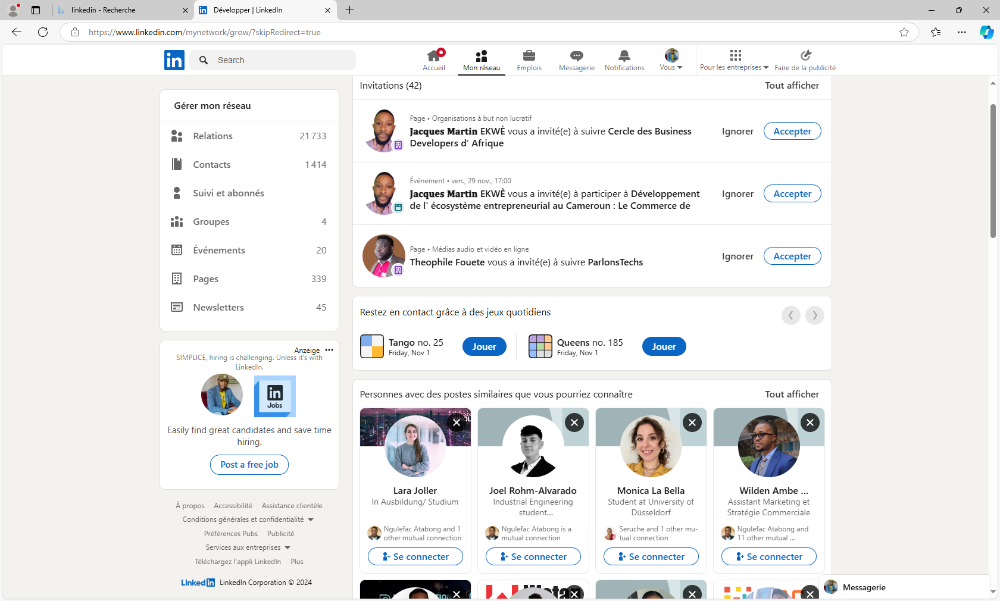 linkedin - Recherche
Développer | LinkedIn
https://www.linkedin.com/mynetwork/grow/?skipRedirect=true
in
Search
Accueil
Mon réseau
Emplois
Messagerie
Notifications
Vous
Pour les entreprises
Faire de la publicité
Gérer mon réseau
Relations 21 733
Contacts 1 414
Suivi et abonnés
Groupes 4
Événements 20
Pages 339
Newsletters 45
Anzeige
SIMPLICE, hiring is challenging. Unless it's with
LinkedIn.
in
Jobs
Easily find great candidates and save time
hiring.
Post a free job
À propos Accessibilité Assistance clientèle
Conditions générales et confidentialité
Préférences Pubs Publicité
Services aux entreprises
Téléchargez l'appli LinkedIn Plus
Linked in LinkedIn Corporation © 2024
Invitations (42) Tout afficher
Page • Organisations à but non lucratif
Jacques Martin EKWÈ vous a invité(e) à suivre Cercle des Business
Developers d' Afrique
Ignorer Accepter
Événement • ven., 29 nov., 17:00
Jacques Martin EKWÈ vous a invité(e) à participer à Développement
de l' écosystème entrepreneurial au Cameroun : Le Commerce de
Ignorer Accepter
Page • Médias audio et vidéo en ligne
Theophile Fouete vous a invité(e) à suivre ParlonsTechs
Ignorer Accepter
Restez en contact grâce à des jeux quotidiens
Tango no. 25
Friday, Nov 1
Jouer
Queens no. 185
Friday, Nov 1
Jouer
Personnes avec des postes similaires que vous pourriez connaître Tout afficher
Lara Joller
In Ausbildung/ Studium
Ngulefac Atabong and 1
other mutual connection
Se connecter
Joel Rohm-Alvarado
Industrial Engineering
student...
Ngulefac Atabong is a
mutual connection
Se connecter
Monica La Bella
Student at University of
Düsseldorf
Seruche and 1 other mu-
tual connection
Se connecter
Wilden Ambe ...
Assistant Marketing et
Stratégie Commerciale
Ngulefac Atabong and
11 other mutual ...
Se connecter
Messagerie